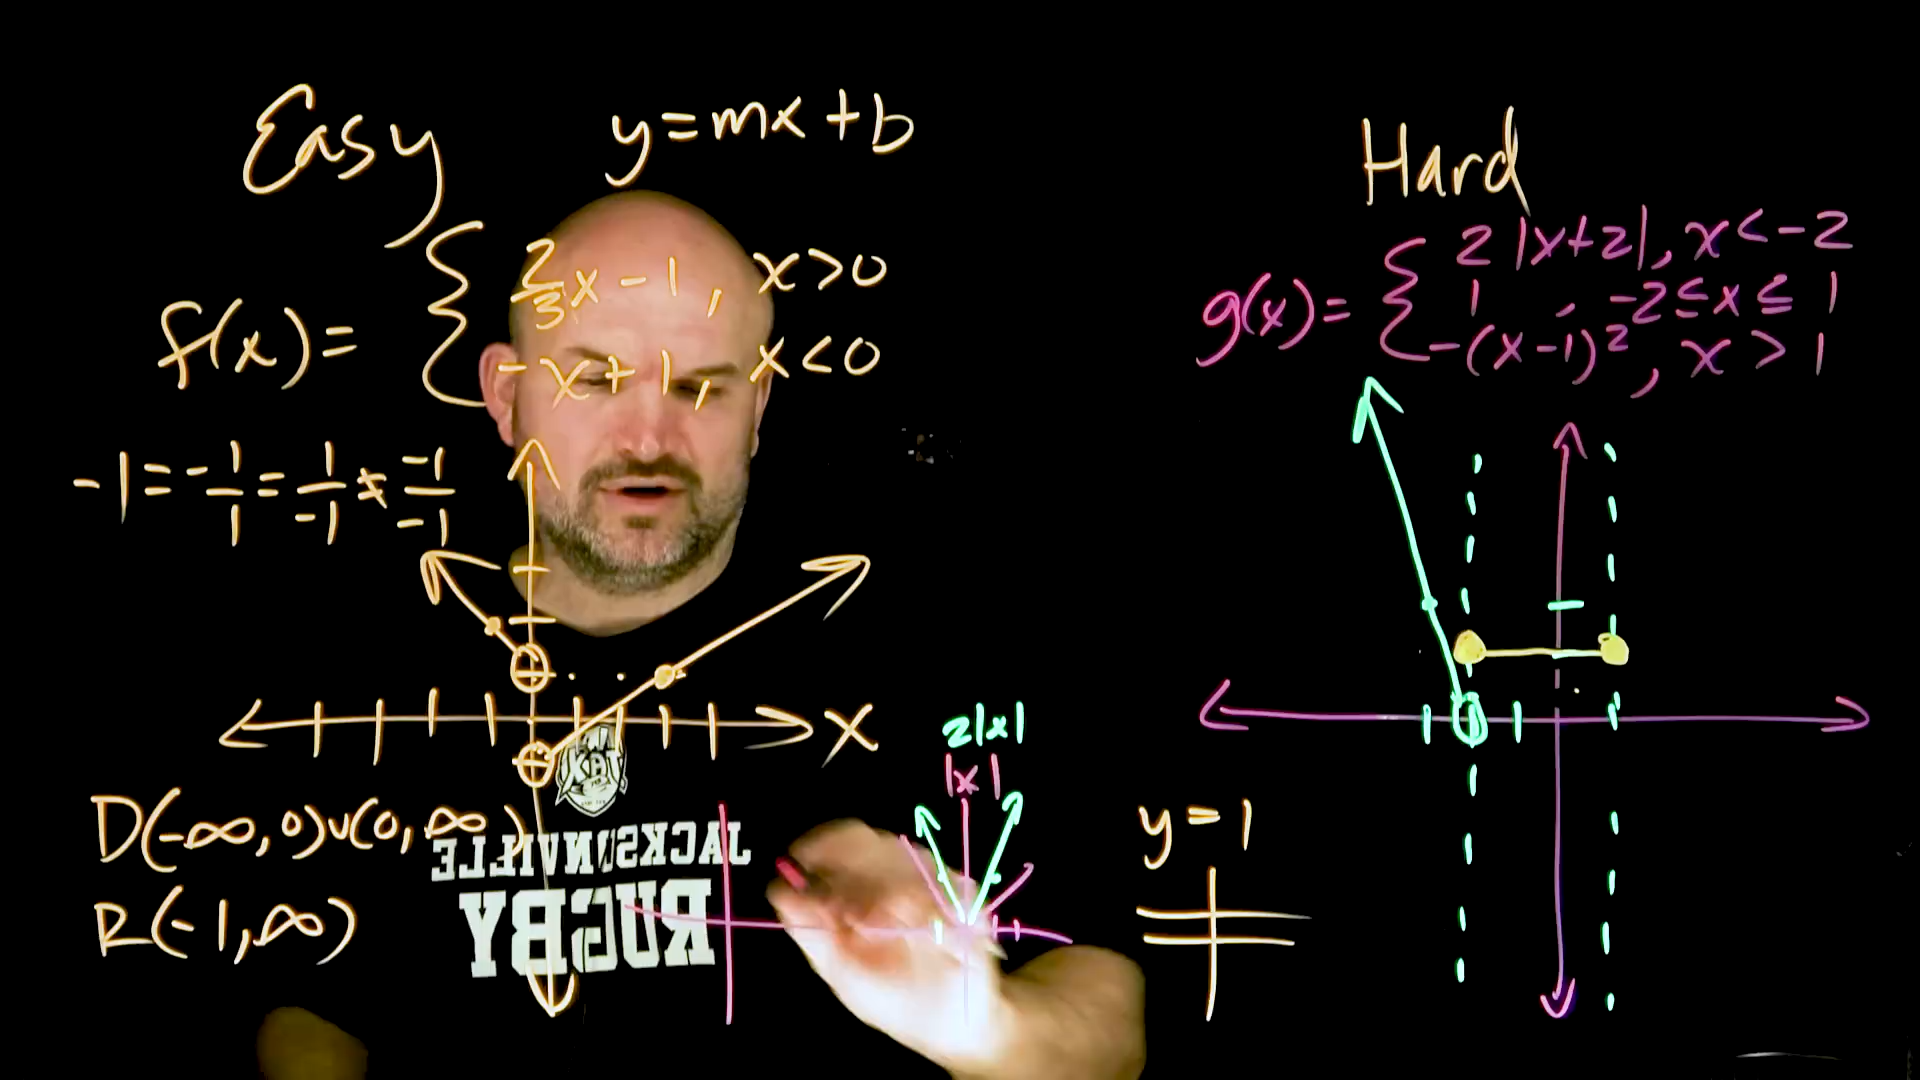 Easy
y=mx+b
f(x)= { 2/3x-1, x>0
-x+1, x<0
-1=-1/1=1/-1*-1/-1
X
D(-∞,0)∪(0,∞)
R(-1,∞)
JAX
JACKSONVILLE
RUGBY
2|x|
|x|
y=1
Hard
g(x)= { 2|x+2|, x<-2
1, -2≤x≤1
-(x-1)², x>1